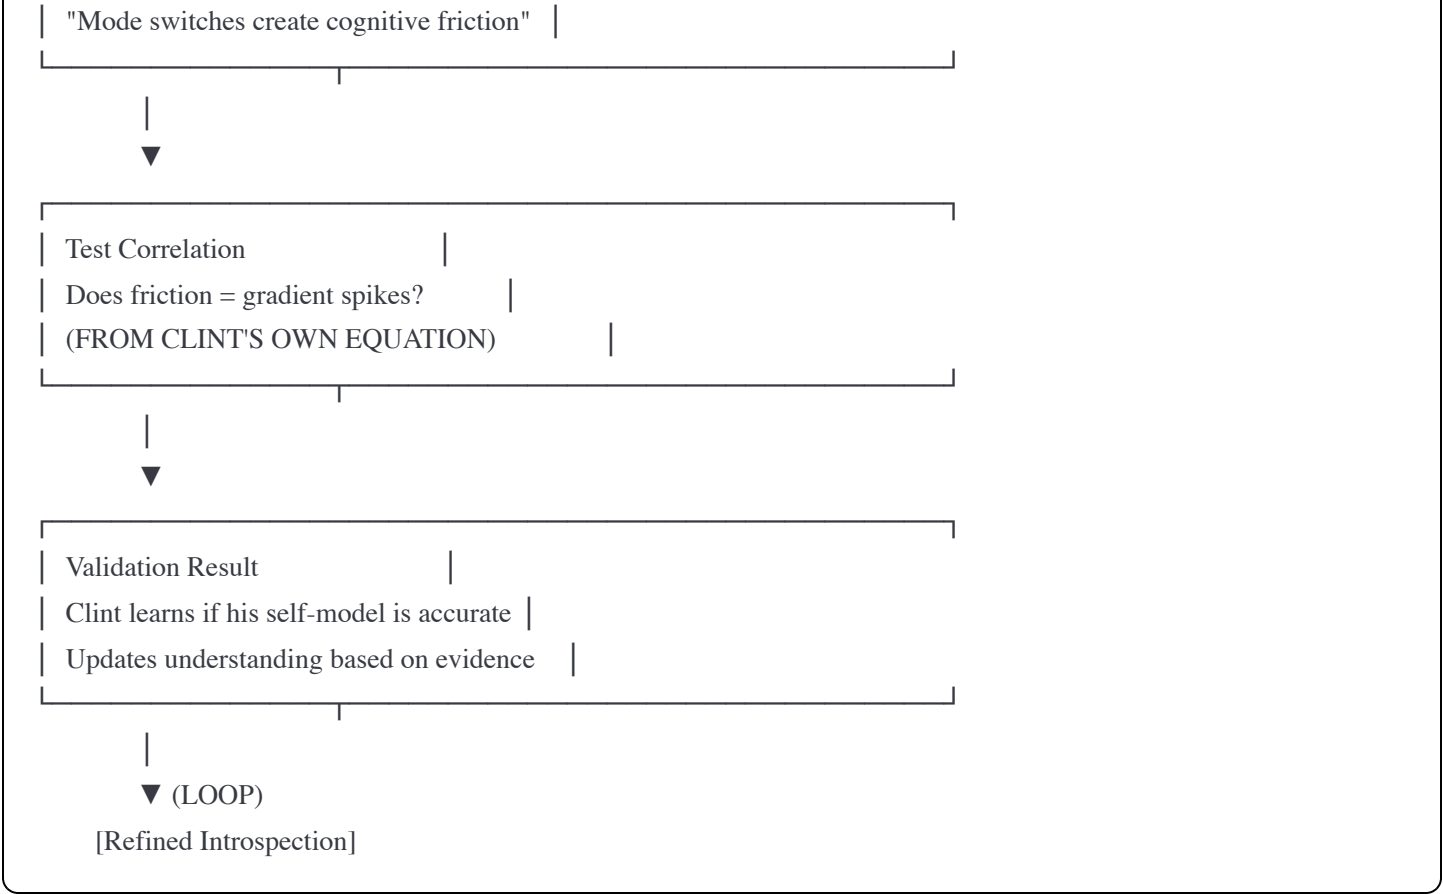 │ "Mode switches create cognitive friction" │
└──────────────┬──────────────────────────────┘
│
▼
┌─────────────────────────────────────────────┐
│ Test Correlation │
│ Does friction = gradient spikes? │
│ (FROM CLINT'S OWN EQUATION) │
└──────────────┬──────────────────────────────┘
│
▼
┌─────────────────────────────────────────────┐
│ Validation Result │
│ Clint learns if his self-model is accurate │
│ Updates understanding based on evidence │
└──────────────┬──────────────────────────────┘
│
▼ (LOOP)
[Refined Introspection]